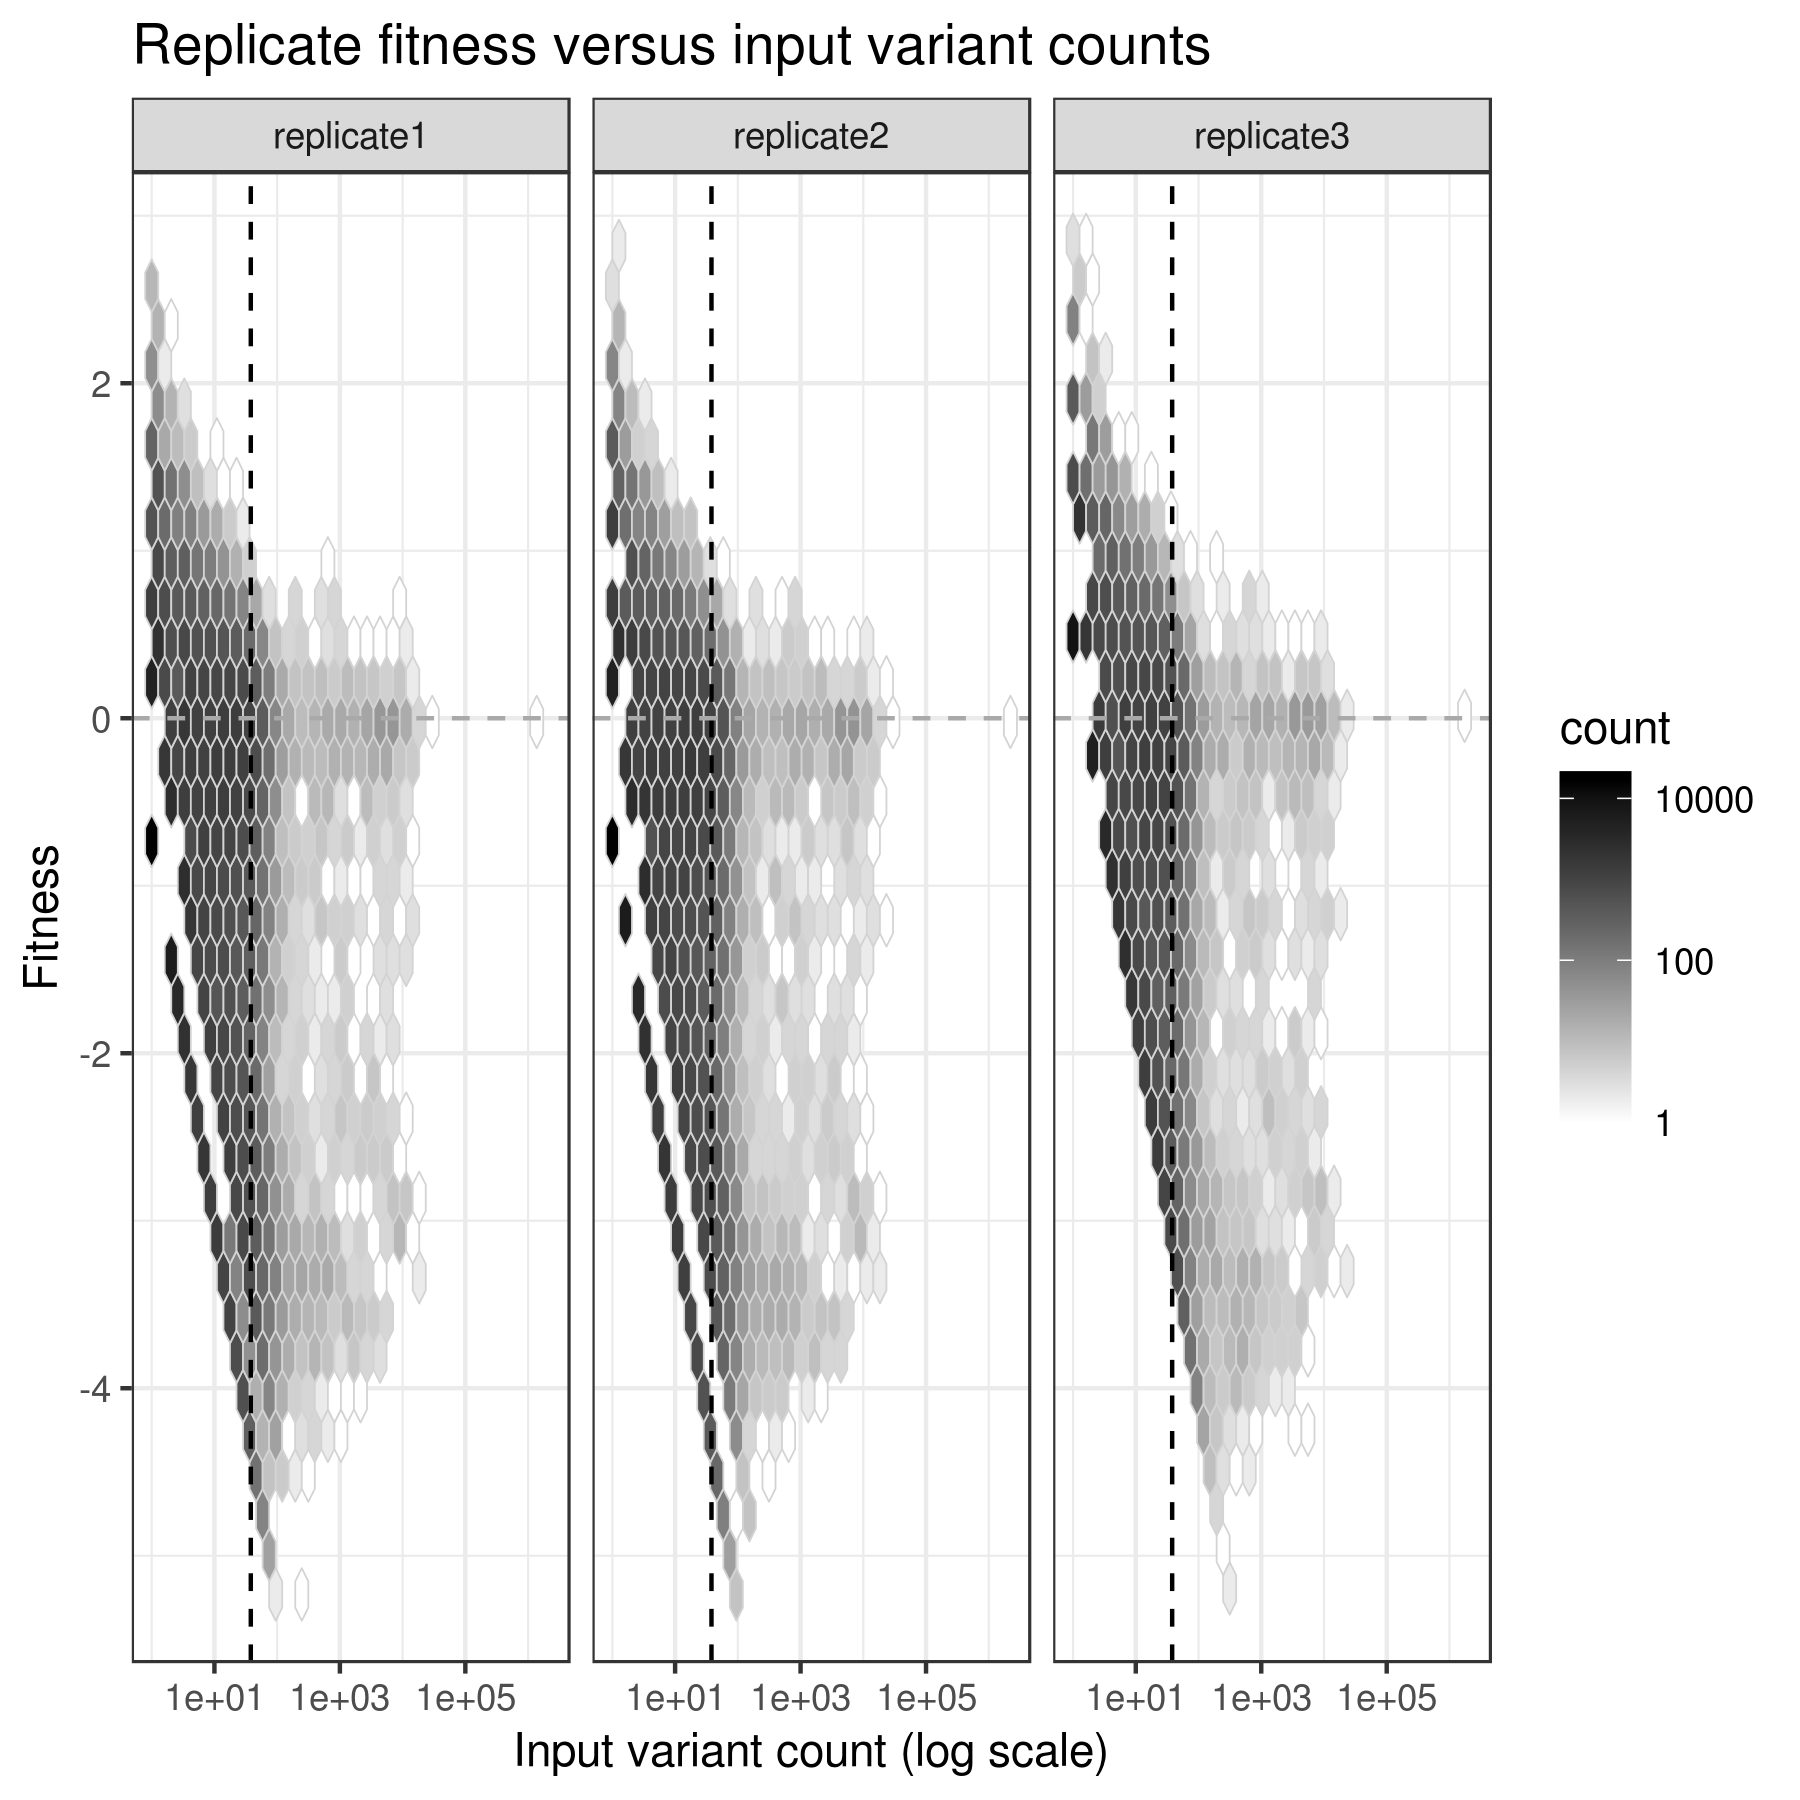 Replicate fitness versus input variant counts
replicate1 replicate2 replicate3
2
0
-2
-4
Fitness
1e+01 1e+03 1e+05 1e+01 1e+03 1e+05 1e+01 1e+03 1e+05
Input variant count (log scale)
count
10000
100
1